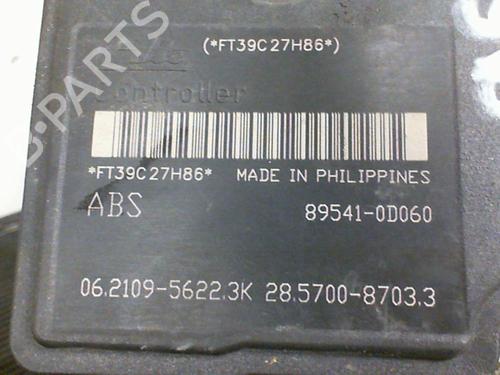 (*FT39C27H86*)
Controller
*FT39C27H86* MADE IN PHILIPPINES
ABS 89541-0D060
06.2109-5622.3K 28.5700-8703.3
B-PARTS